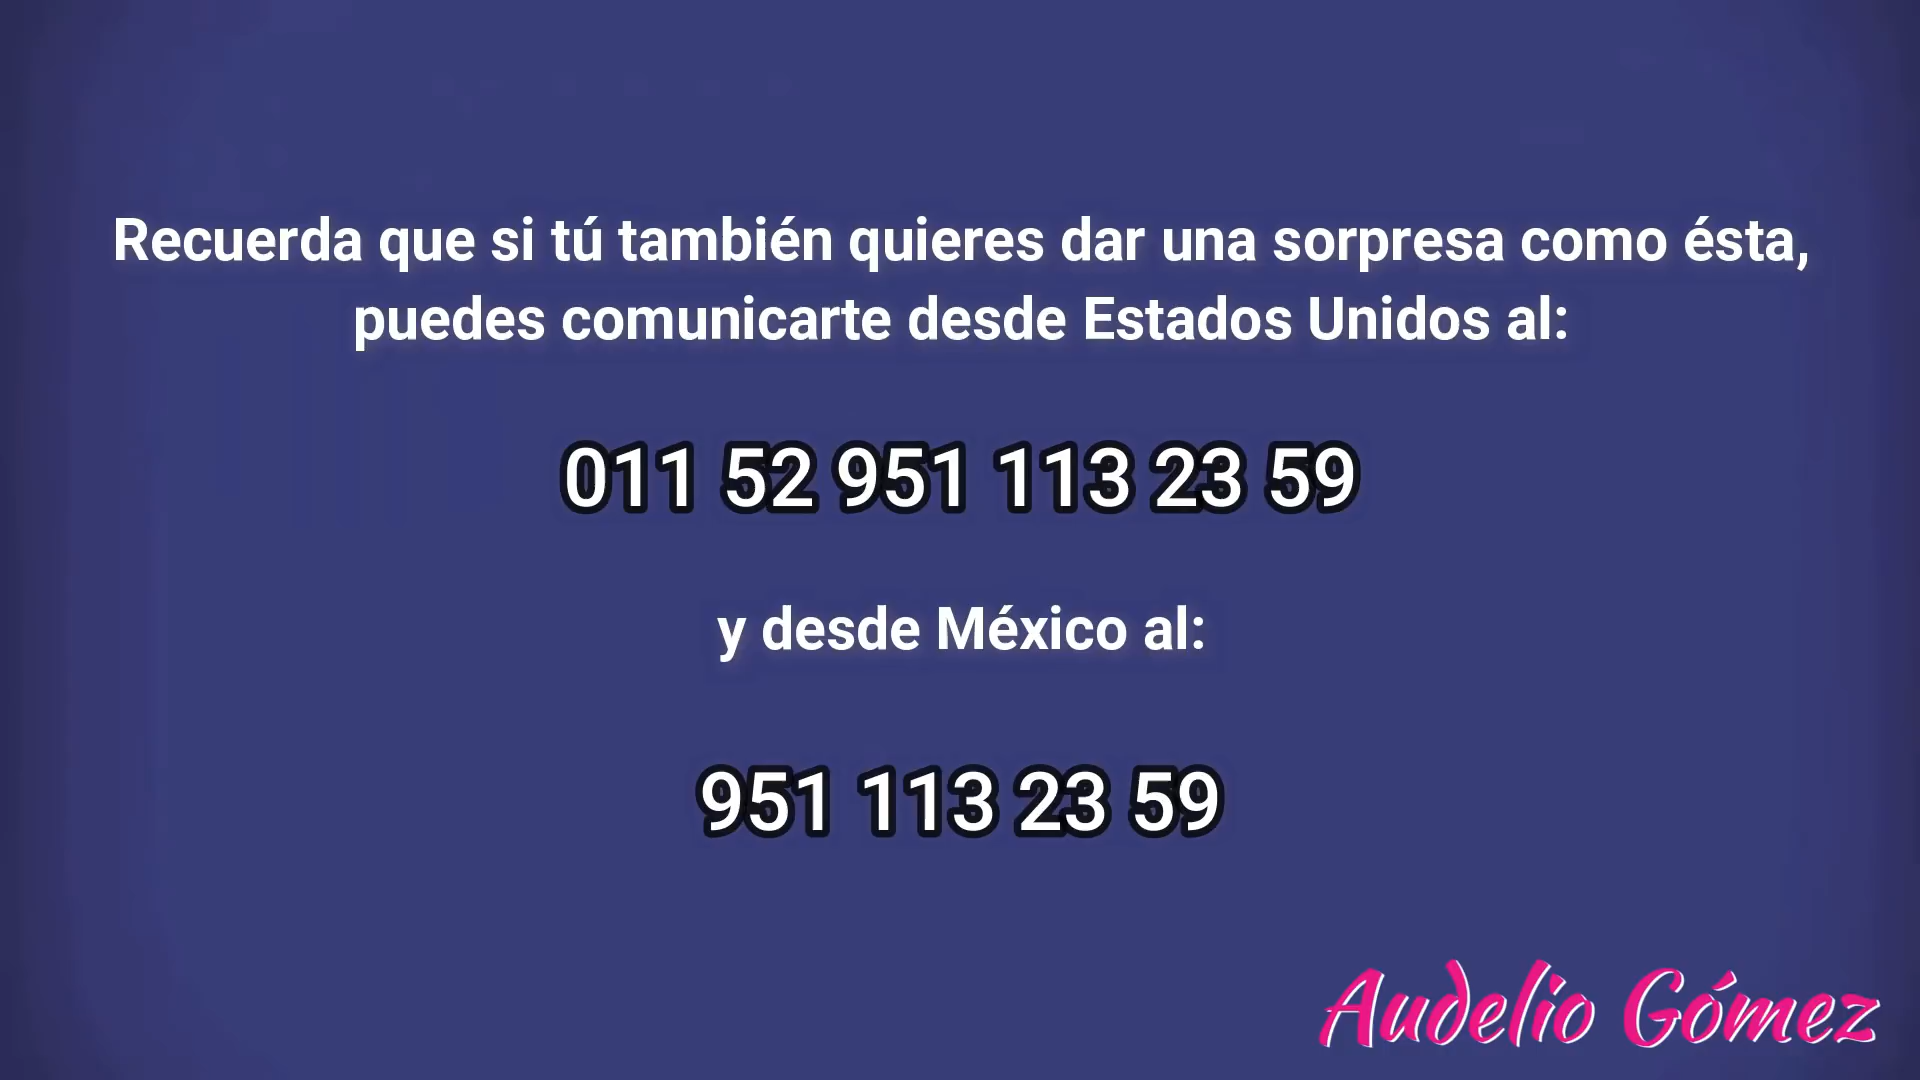 Recuerda que si tú también quieres dar una sorpresa como ésta,
puedes comunicarte desde Estados Unidos al:
011 52 951 113 23 59
y desde México al:
951 113 23 59
Audelio Gómez